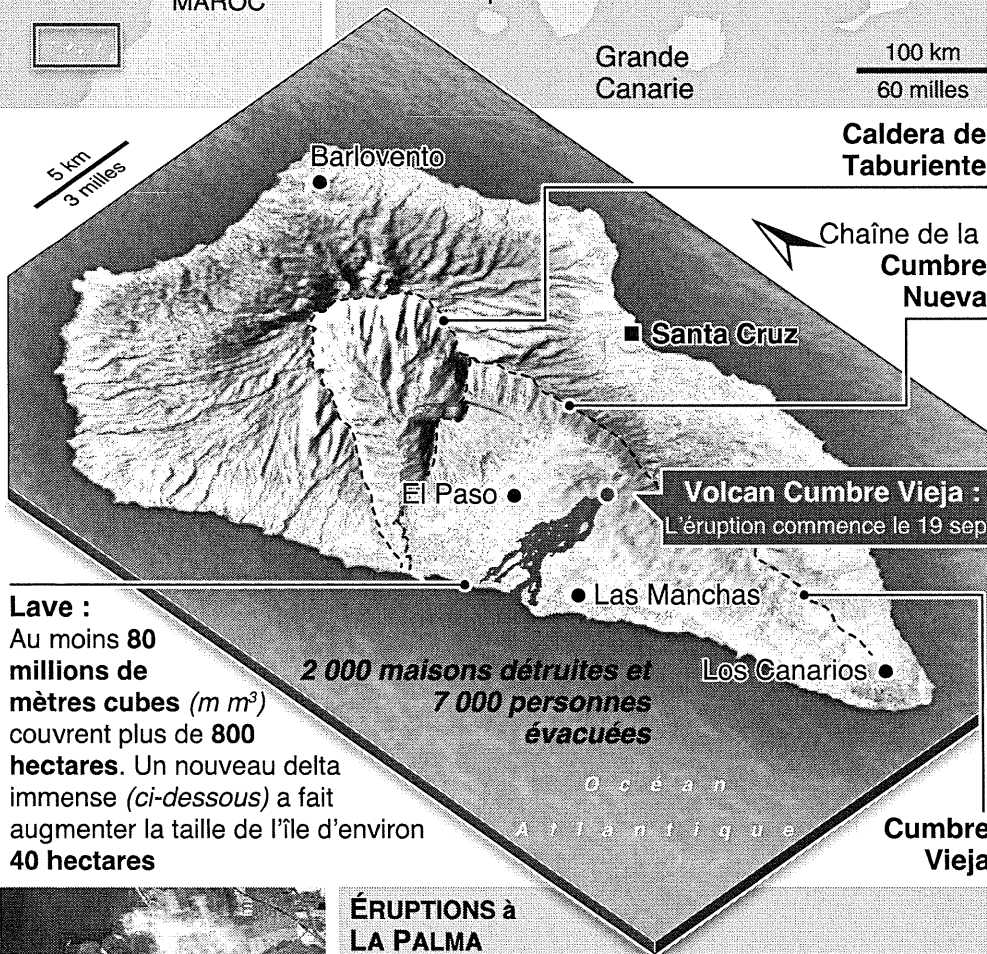 MAROC
Grande
Canarie
100 km
60 milles
5 km
3 milles
Barlovento
Caldera de
Taburiente
Chaîne de la
Cumbre
Nueva
Santa Cruz
El Paso
Volcan Cumbre Vieja :
L'éruption commence le 19 sep
Las Manchas
Los Canarios
Lave :
Au moins 80
millions de
mètres cubes (m m³)
couvrent plus de 800
hectares. Un nouveau delta
immense (ci-dessous) a fait
augmenter la taille de l'île d'environ
40 hectares
2 000 maisons détruites et
7 000 personnes
évacuées
Océan
Atlantique
Cumbre
Vieja
ÉRUPTIONS à
LA PALMA